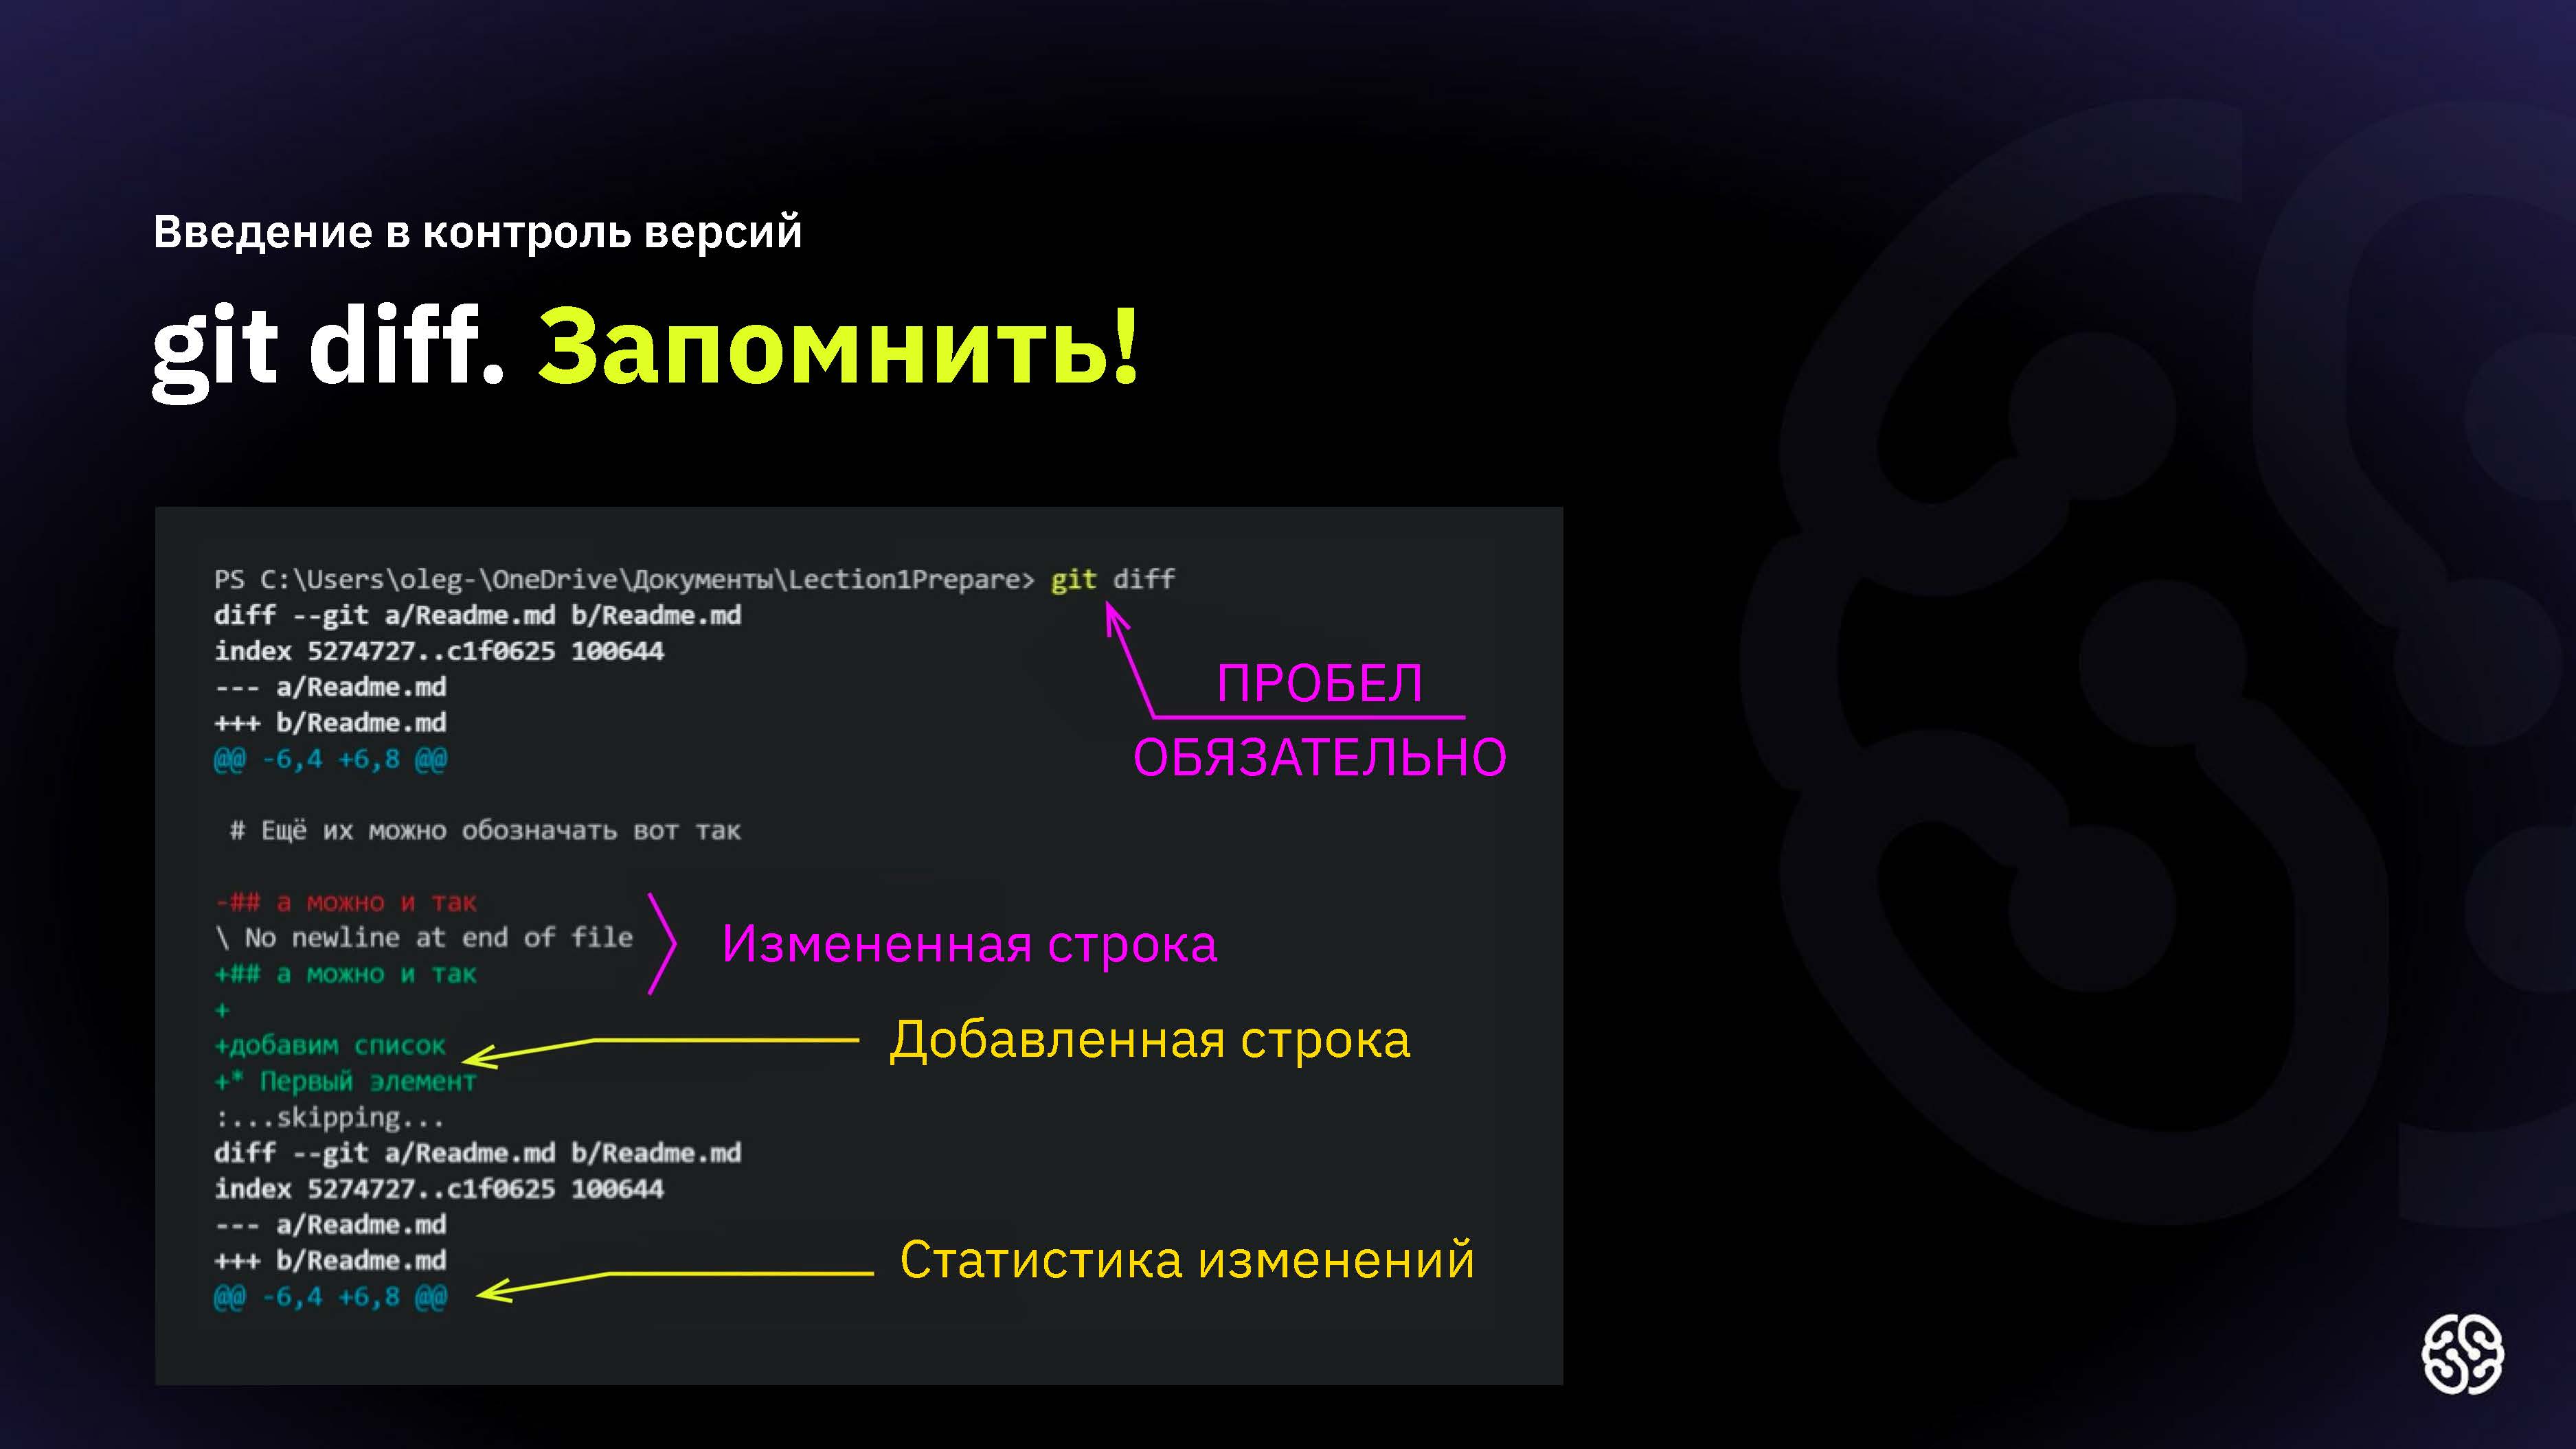 Введение в контроль версий
git diff. Запомнить!
PS C:\Users\oleg-\OneDrive\Документы\Lection1Prepare> git diff
diff --git a/Readme.md b/Readme.md
index 5274727..c1f0625 100644
--- a/Readme.md
+++ b/Readme.md
@@ -6,4 +6,8 @@
ПРОБЕЛ
ОБЯЗАТЕЛЬНО
# Ещё их можно обозначать вот так
-## а можно и так
\ No newline at end of file
+## а можно и так
Измененная строка
+
+добавим список
+* Первый элемент
Добавленная строка
:...skipping...
diff --git a/Readme.md b/Readme.md
index 5274727..c1f0625 100644
--- a/Readme.md
+++ b/Readme.md
@@ -6,4 +6,8 @@
Статистика изменений